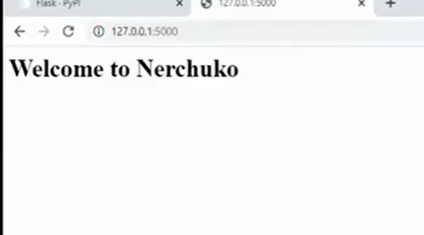 Flask · PyPI
127.0.0.1:5000
127.0.0.1:5000
Welcome to Nerchuko